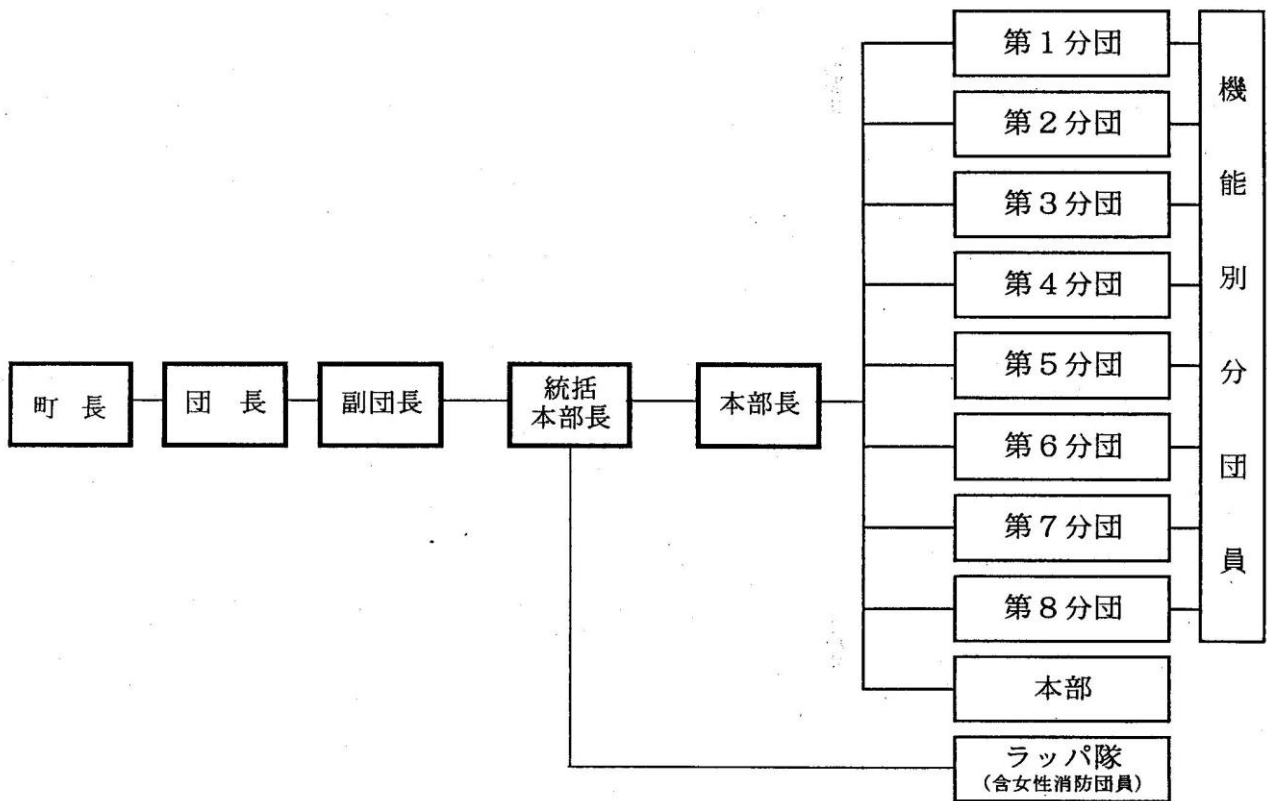 第1分団
第2分団
第3分団
第4分団
第5分団
第6分団
第7分団
第8分団
本部
ラッパ隊
（含女性消防団員）
機能別分団員
町長
団長
副団長
統括
本部長
本部長